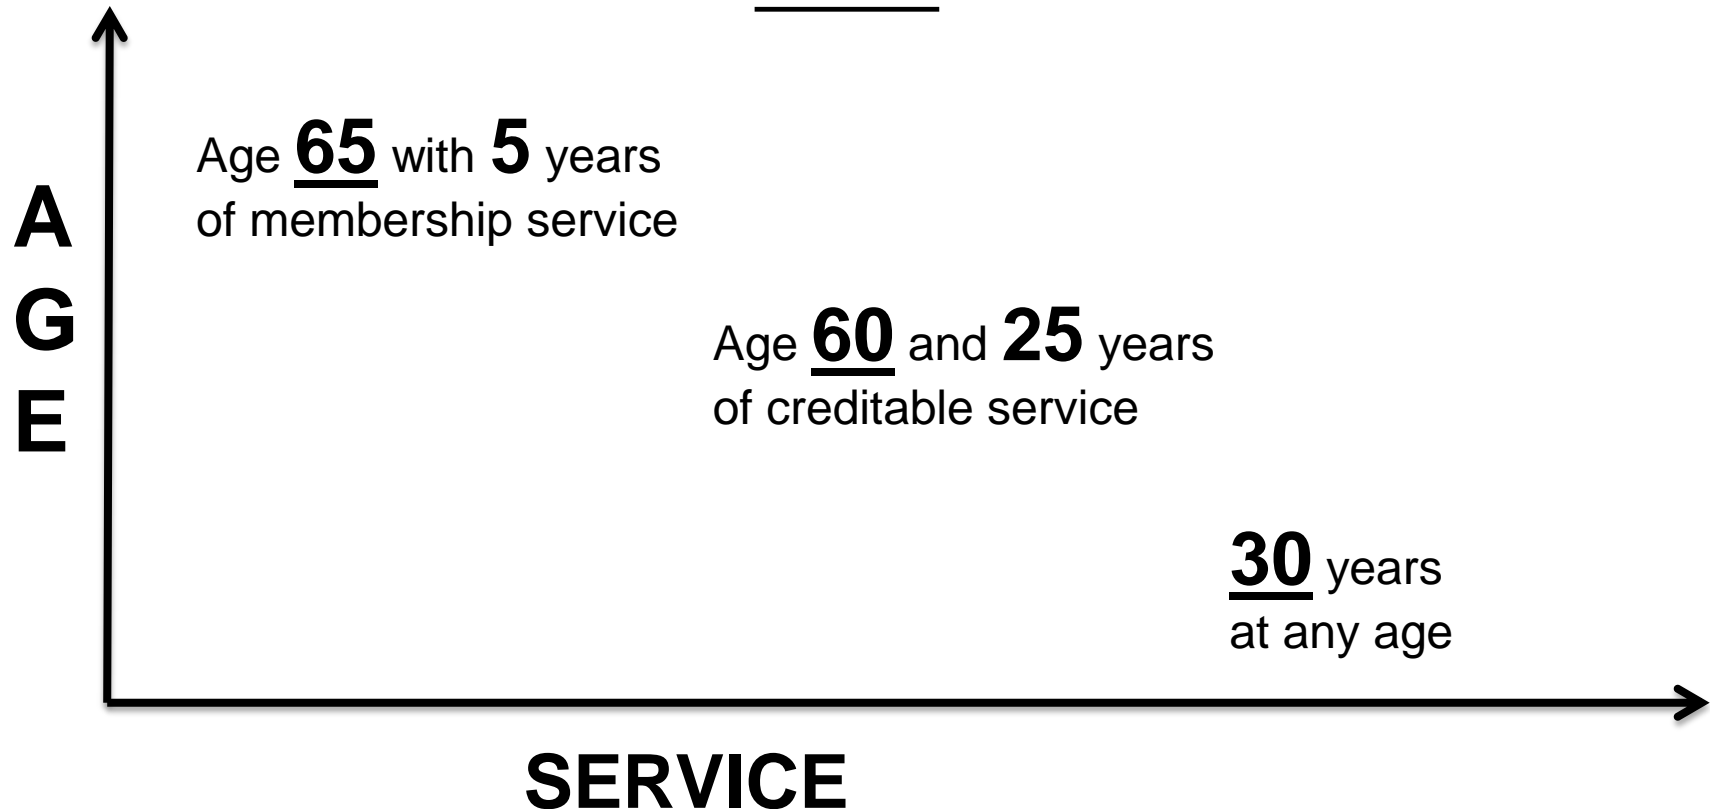 Age 65 with 5 years
of membership service
A
G
E
Age 60 and 25 years
of creditable service
30 years
at any age
SERVICE